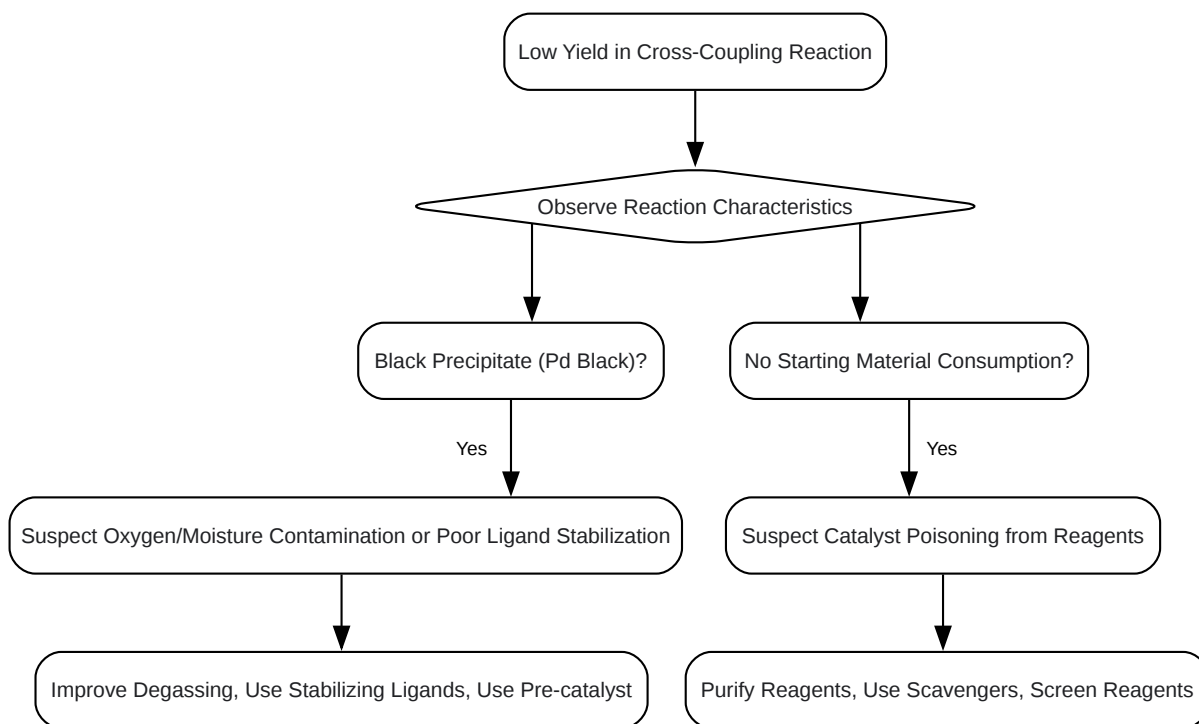 Low Yield in Cross-Coupling Reaction
Observe Reaction Characteristics
Black Precipitate (Pd Black)?
No Starting Material Consumption?
Yes
Yes
Suspect Oxygen/Moisture Contamination or Poor Ligand Stabilization
Suspect Catalyst Poisoning from Reagents
Improve Degassing, Use Stabilizing Ligands, Use Pre-catalyst
Purify Reagents, Use Scavengers, Screen Reagents